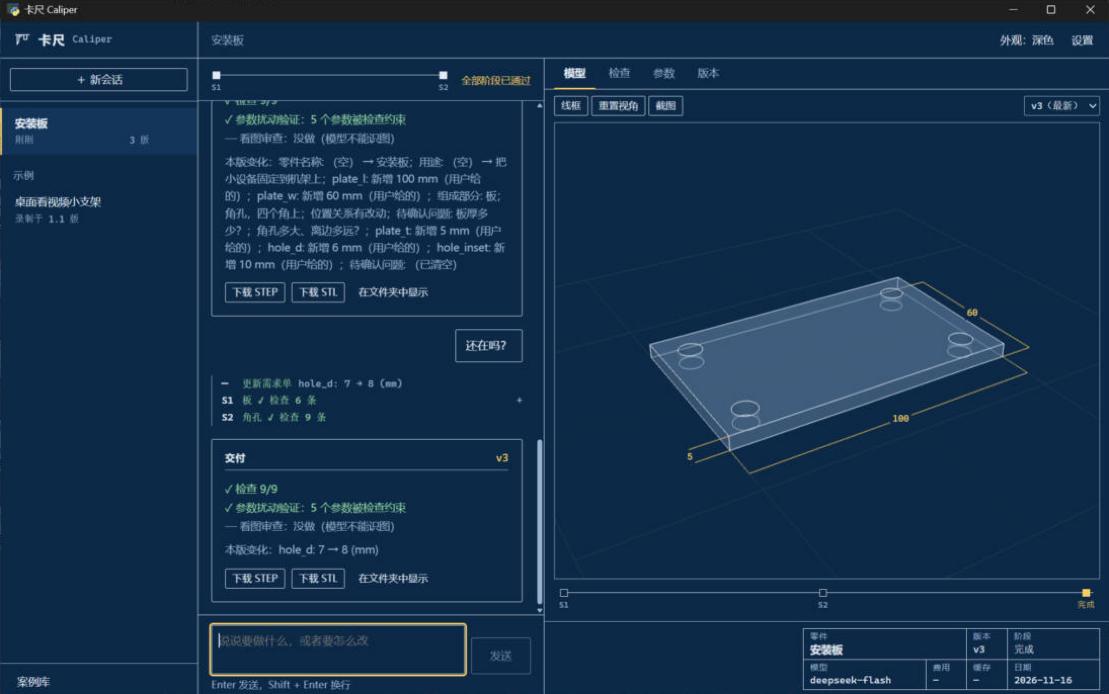 卡尺 Caliper
卡尺 Caliper
安装板
外观：深色
设置
+ 新会话
安装板
刚刚
3 版
示例
桌面看视频小支架
录制于 1.1 版
案例库
S1
S2
全部阶段已通过
✓ 检查 9/9
✓ 参数扰动验证：5 个参数被检查约束
— 看图审查：没做（模型不能识图）
本版变化：零件名称: （空） → 安装板；用途: （空） → 把
小设备固定到机架上；plate_l: 新增 100 mm（用户给
的）；plate_w: 新增 60 mm（用户给的）；组成部分: 板；
角孔，四个角上；位置关系有改动；待确认问题: 板厚多
少？；角孔多大、离边多远？；plate_t: 新增 5 mm（用户
给的）；hole_d: 新增 6 mm（用户给的）；hole_inset: 新
增 10 mm（用户给的）；待确认问题: （已清空）
下载 STEP
下载 STL
在文件夹中显示
还在吗?
— 更新需求单 hole_d: 7 → 8 (mm)
S1 板 ✓ 检查 6 条
+
S2 角孔 ✓ 检查 9 条
交付
v3
✓ 检查 9/9
✓ 参数扰动验证：5 个参数被检查约束
— 看图审查：没做（模型不能识图）
本版变化：hole_d: 7 → 8 (mm)
下载 STEP
下载 STL
在文件夹中显示
说说要做什么，或者要怎么改
发送
Enter 发送，Shift + Enter 换行
模型
检查
参数
版本
线框
重置视角
截图
v3（最新）
60
100
5
S1
S2
完成
零件
安装板
版本
v3
阶段
完成
模型
deepseek-flash
费用
—
缓存
—
日期
2026-11-16